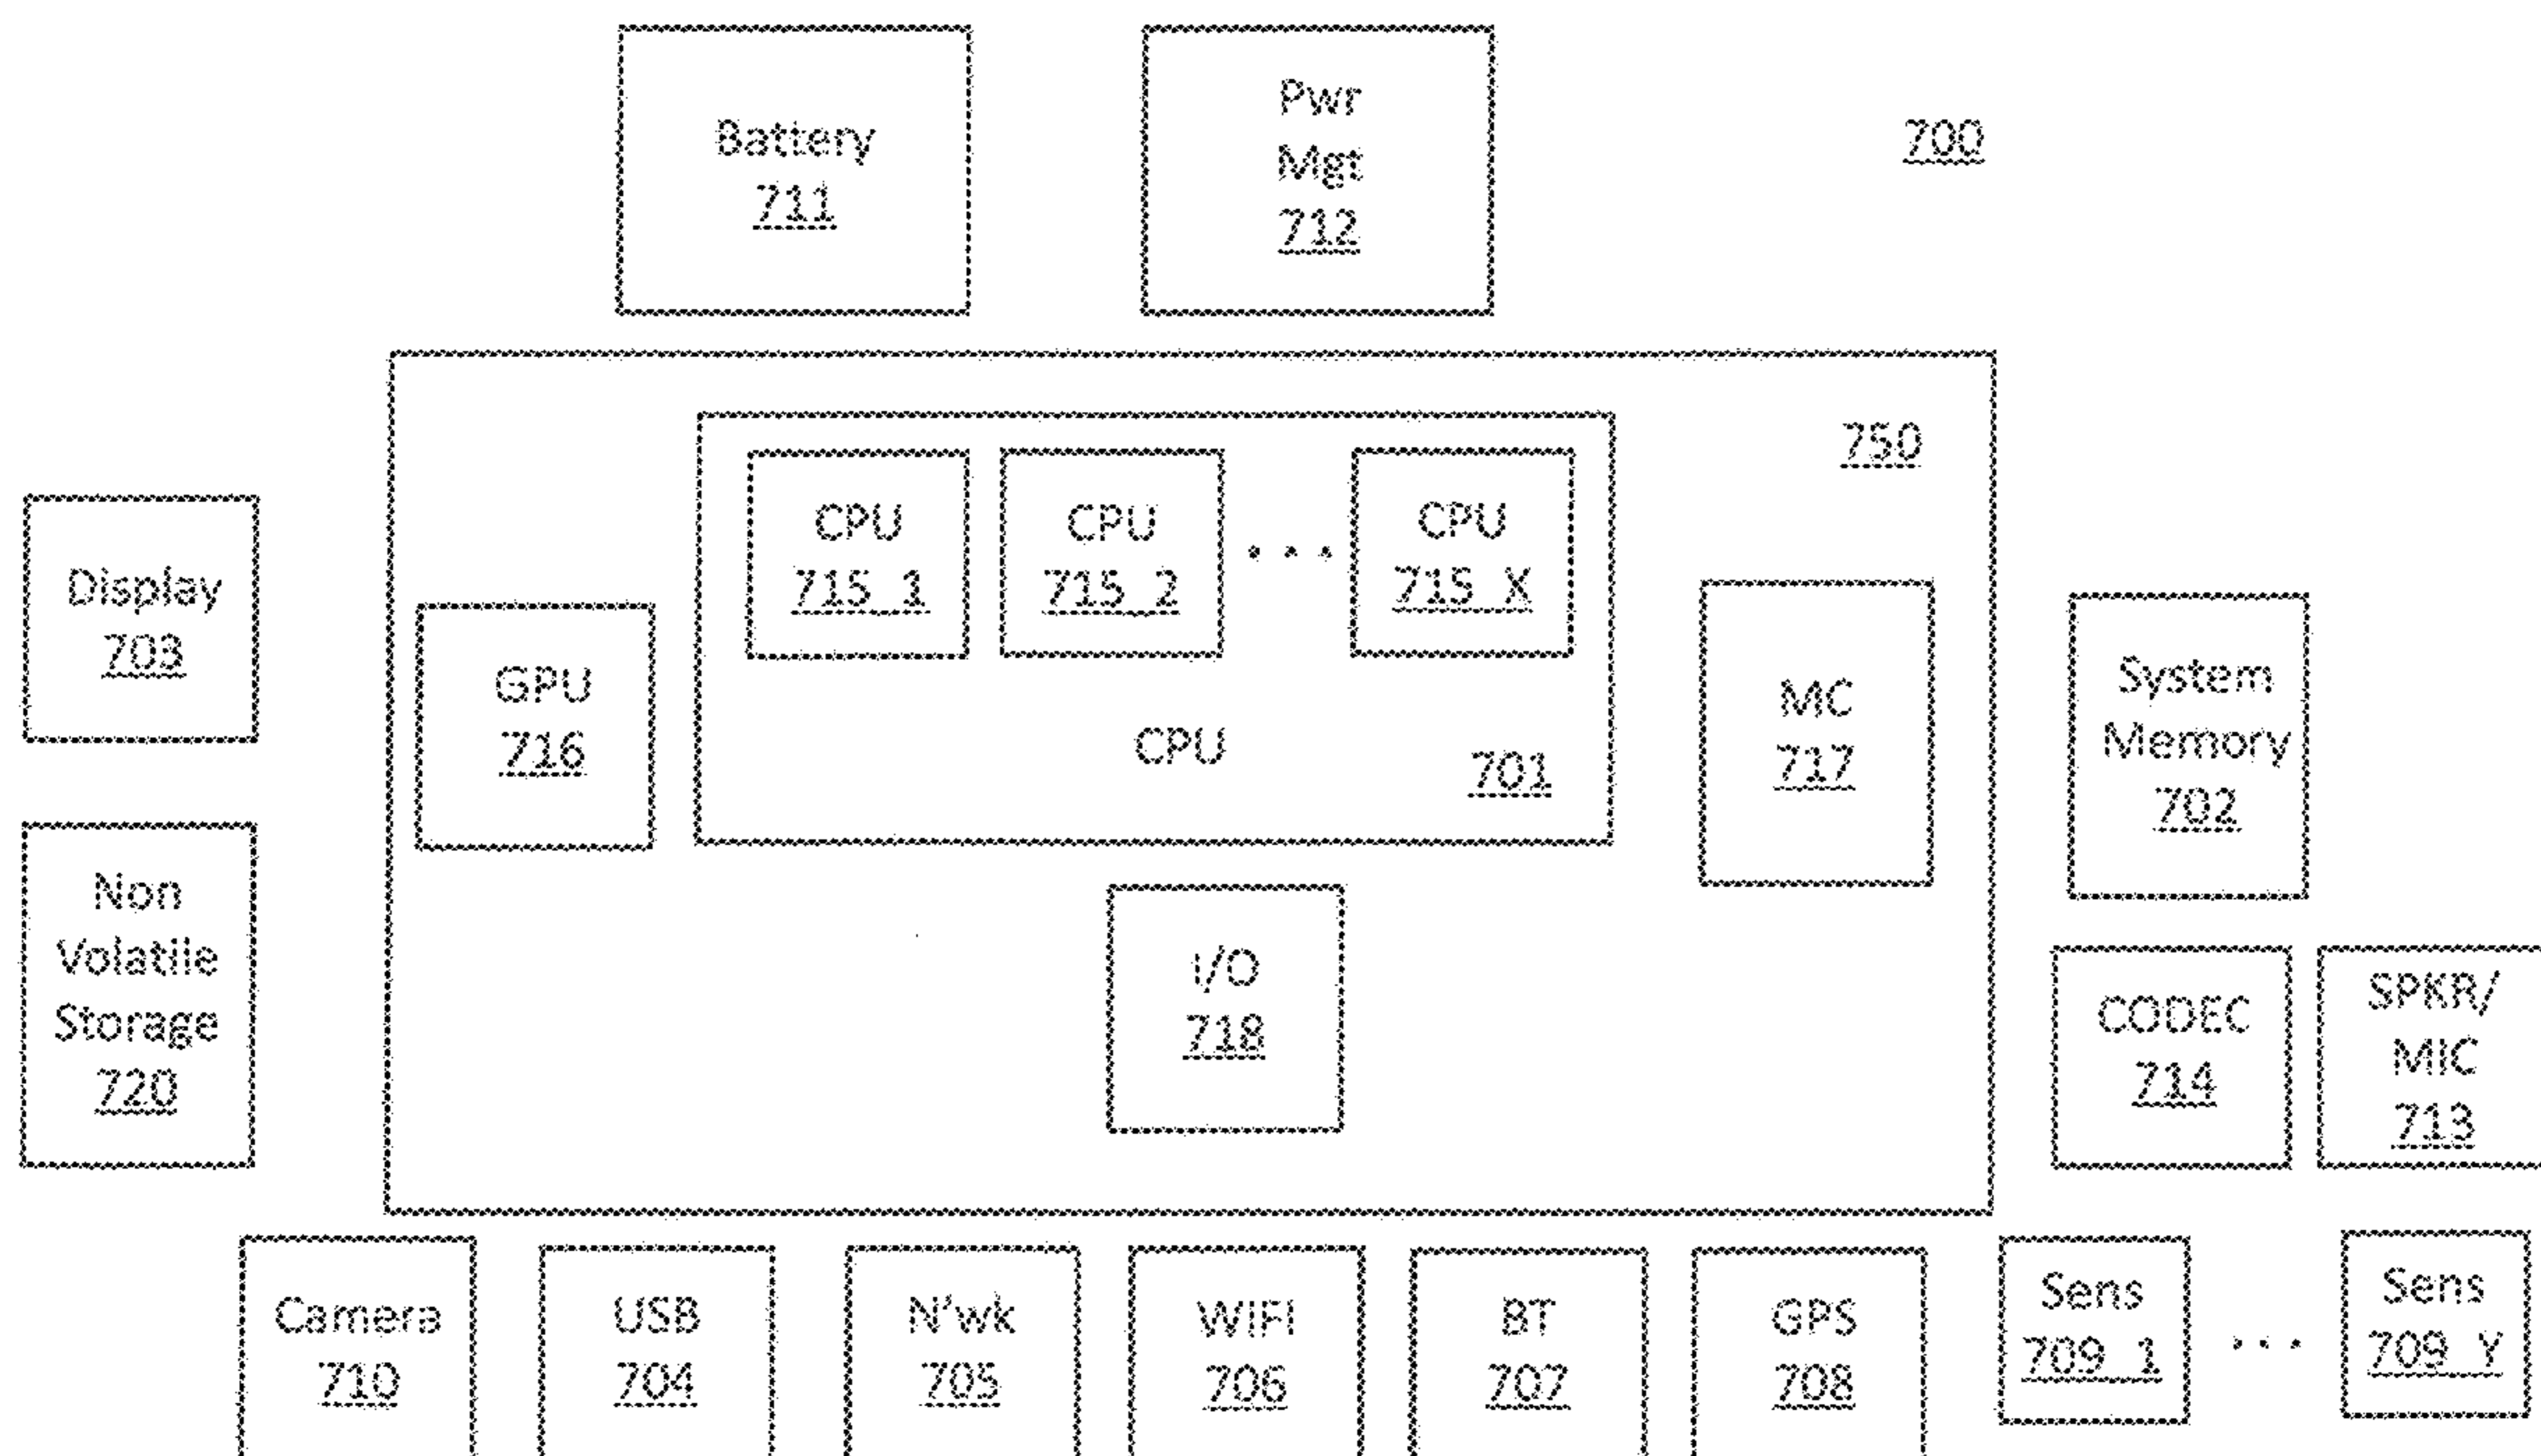 Battery
711
Pwr
Mgt
712
700
750
CPU
715_1
CPU
715_2
...
CPU
715_X
CPU
701
Display
703
GPU
716
MC
717
System
Memory
702
Non
Volatile
Storage
720
I/O
718
CODEC
714
SPKR/
MIC
713
Camera
710
USB
704
N'wk
705
WIFI
706
BT
707
GPS
708
Sens
709_1
...
Sens
709_Y